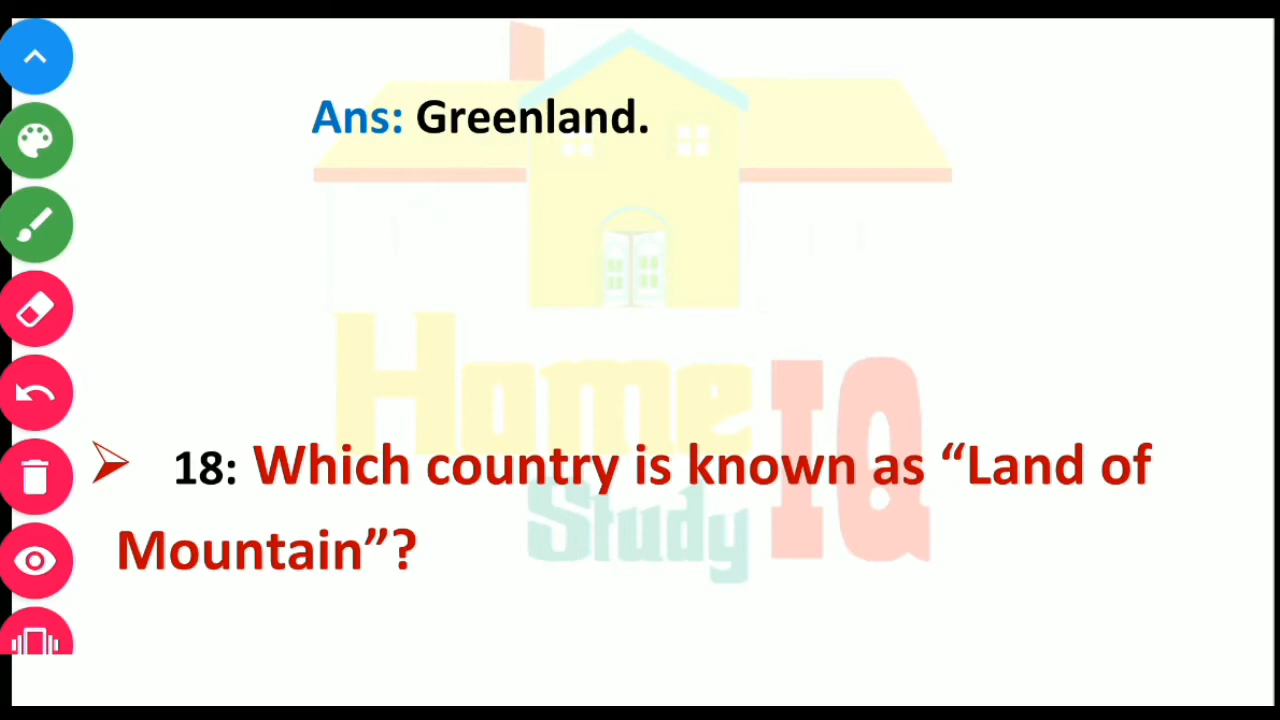 Ans: Greenland.
Home
IQ
Study
18: Which country is known as “Land of
Mountain”?